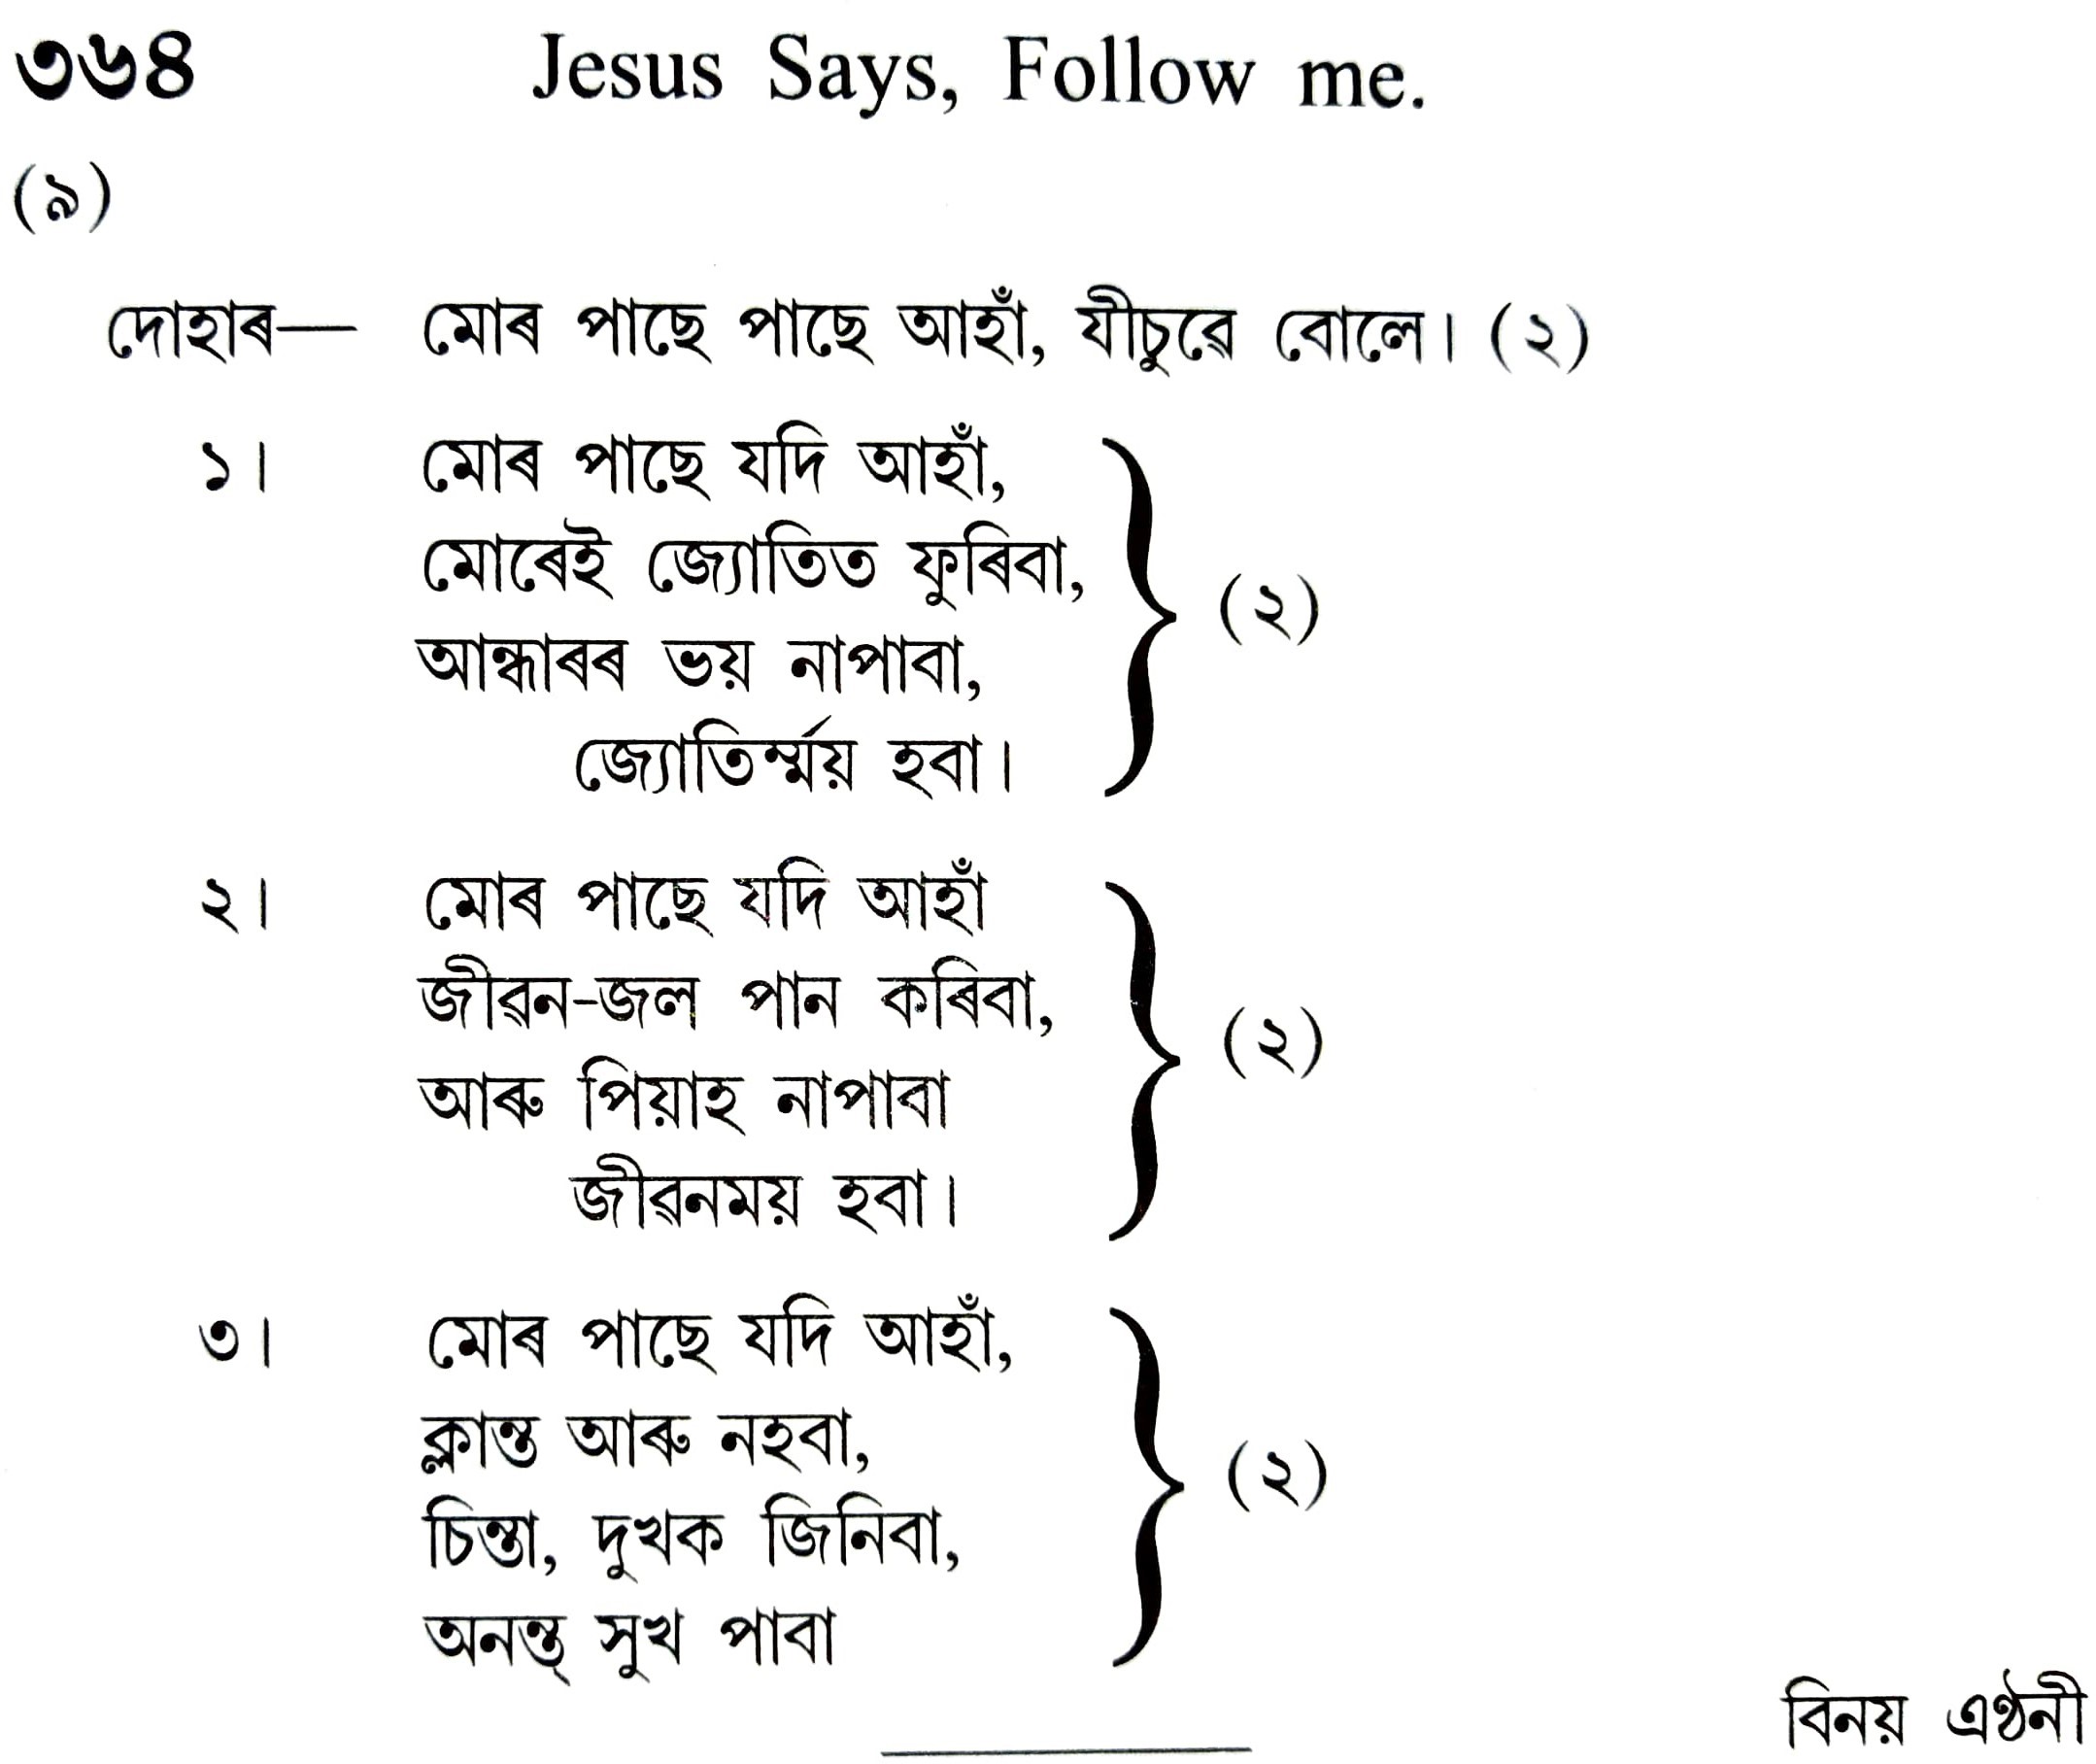 ৩৬৪ Jesus Says, Follow me.
(৯)
দোহাৰ— মোৰ পাছে পাছে আহাঁ, যীচুৱে বোলে। (২)
১। মোৰ পাছে যদি আহাঁ,
মোৰেই জ্যোতিত ফুৰিবা,
আন্ধাৰৰ ভয় নাপাবা,
জ্যোতিৰ্ম্ময় হবা।
(২)
২। মোৰ পাছে যদি আহাঁ
জীৱন-জল পান কৰিবা,
আৰু পিয়াহ নাপাবা
জীৱনময় হবা।
(২)
৩। মোৰ পাছে যদি আহাঁ,
ক্লান্ত আৰু নহবা,
চিন্তা, দুখক জিনিবা,
অনন্ত্ সুখ পাবা
(২)
বিনয় এণ্ঠনী